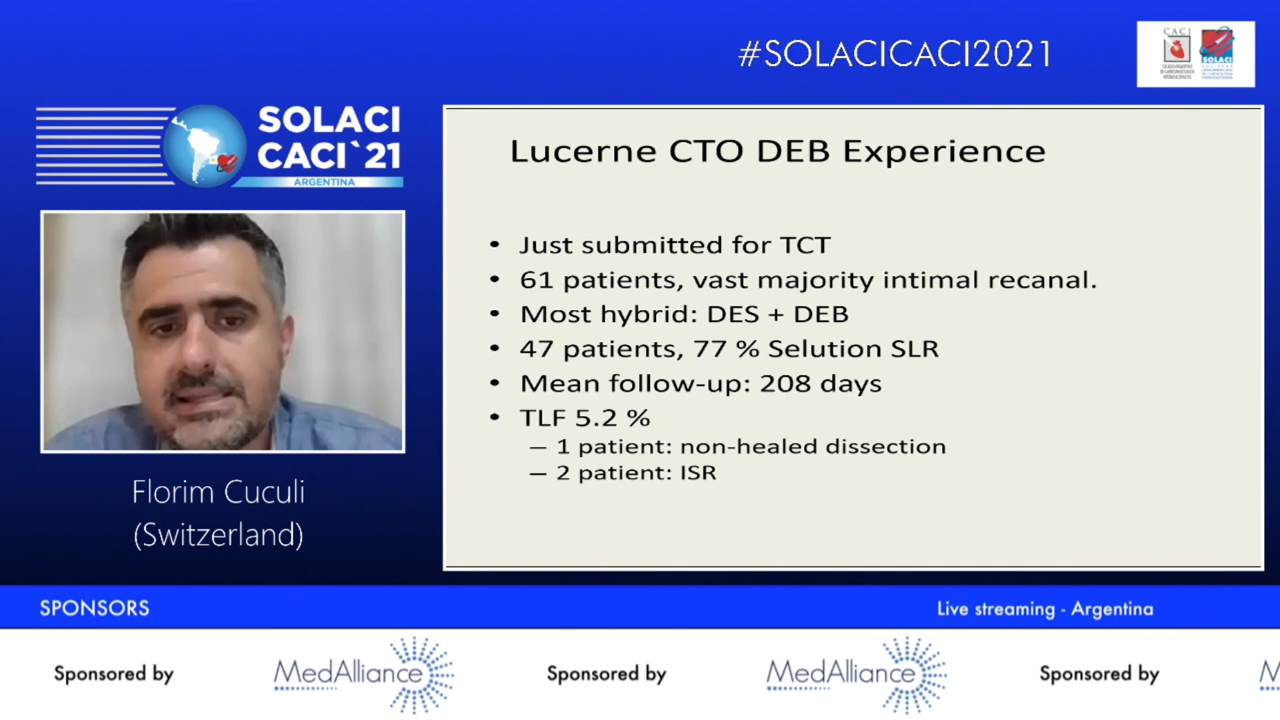 #SOLACICACI2021
CACI
SOLACI
SOLACI
CACI`21
ARGENTINA
Lucerne CTO DEB Experience
• Just submitted for TCT
• 61 patients, vast majority intimal recanal.
• Most hybrid: DES + DEB
• 47 patients, 77 % Selution SLR
• Mean follow-up: 208 days
• TLF 5.2 %
– 1 patient: non-healed dissection
– 2 patient: ISR
Florim Cuculi
(Switzerland)
SPONSORS
Live streaming - Argentina
Sponsored by
MedAlliance
Sponsored by
MedAlliance
Sponsored by
M